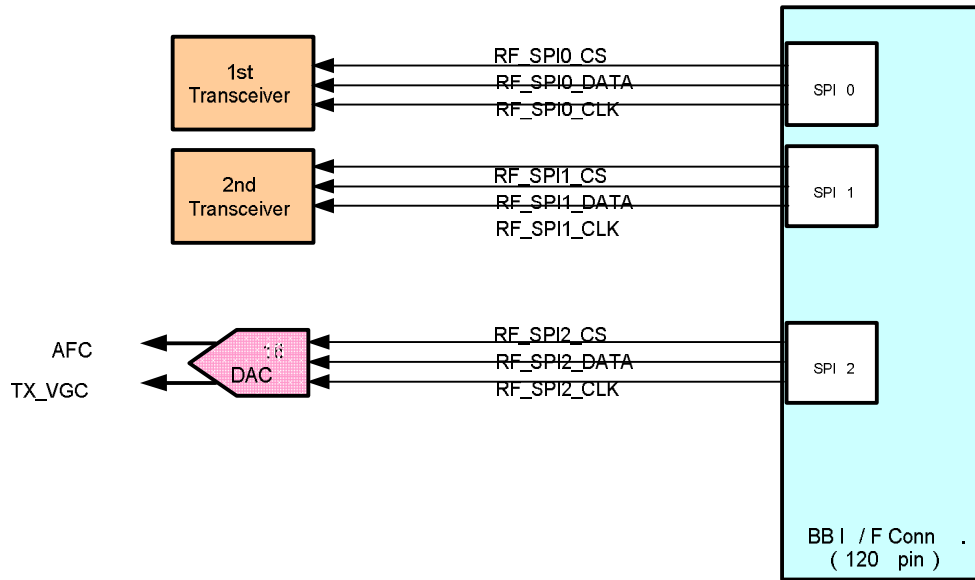 1st
Transceiver
RF_SPI0_CS
RF_SPI0_DATA
RF_SPI0_CLK
SPI 0
2nd
Transceiver
RF_SPI1_CS
RF_SPI1_DATA
RF_SPI1_CLK
SPI 1
AFC
TX_VGC
DAC
RF_SPI2_CS
RF_SPI2_DATA
RF_SPI2_CLK
SPI 2
BB I / F Conn .
( 120 pin )